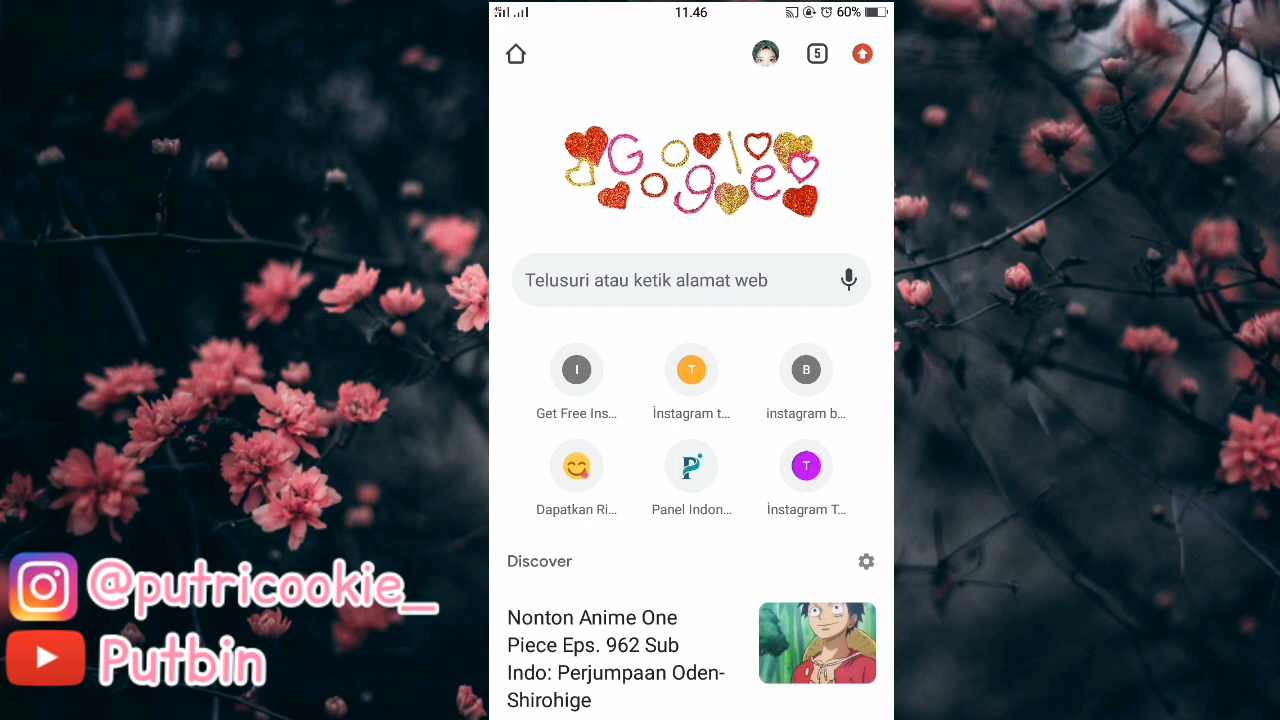 11.46
60%
5
Google
Telusuri atau ketik alamat web
I
T
B
Get Free Ins...
İnstagram t...
instagram b...
T
Dapatkan Ri...
Panel Indon...
İnstagram T...
Discover
Nonton Anime One
Piece Eps. 962 Sub
Indo: Perjumpaan Oden-
Shirohige
@putricookie_
Putbin